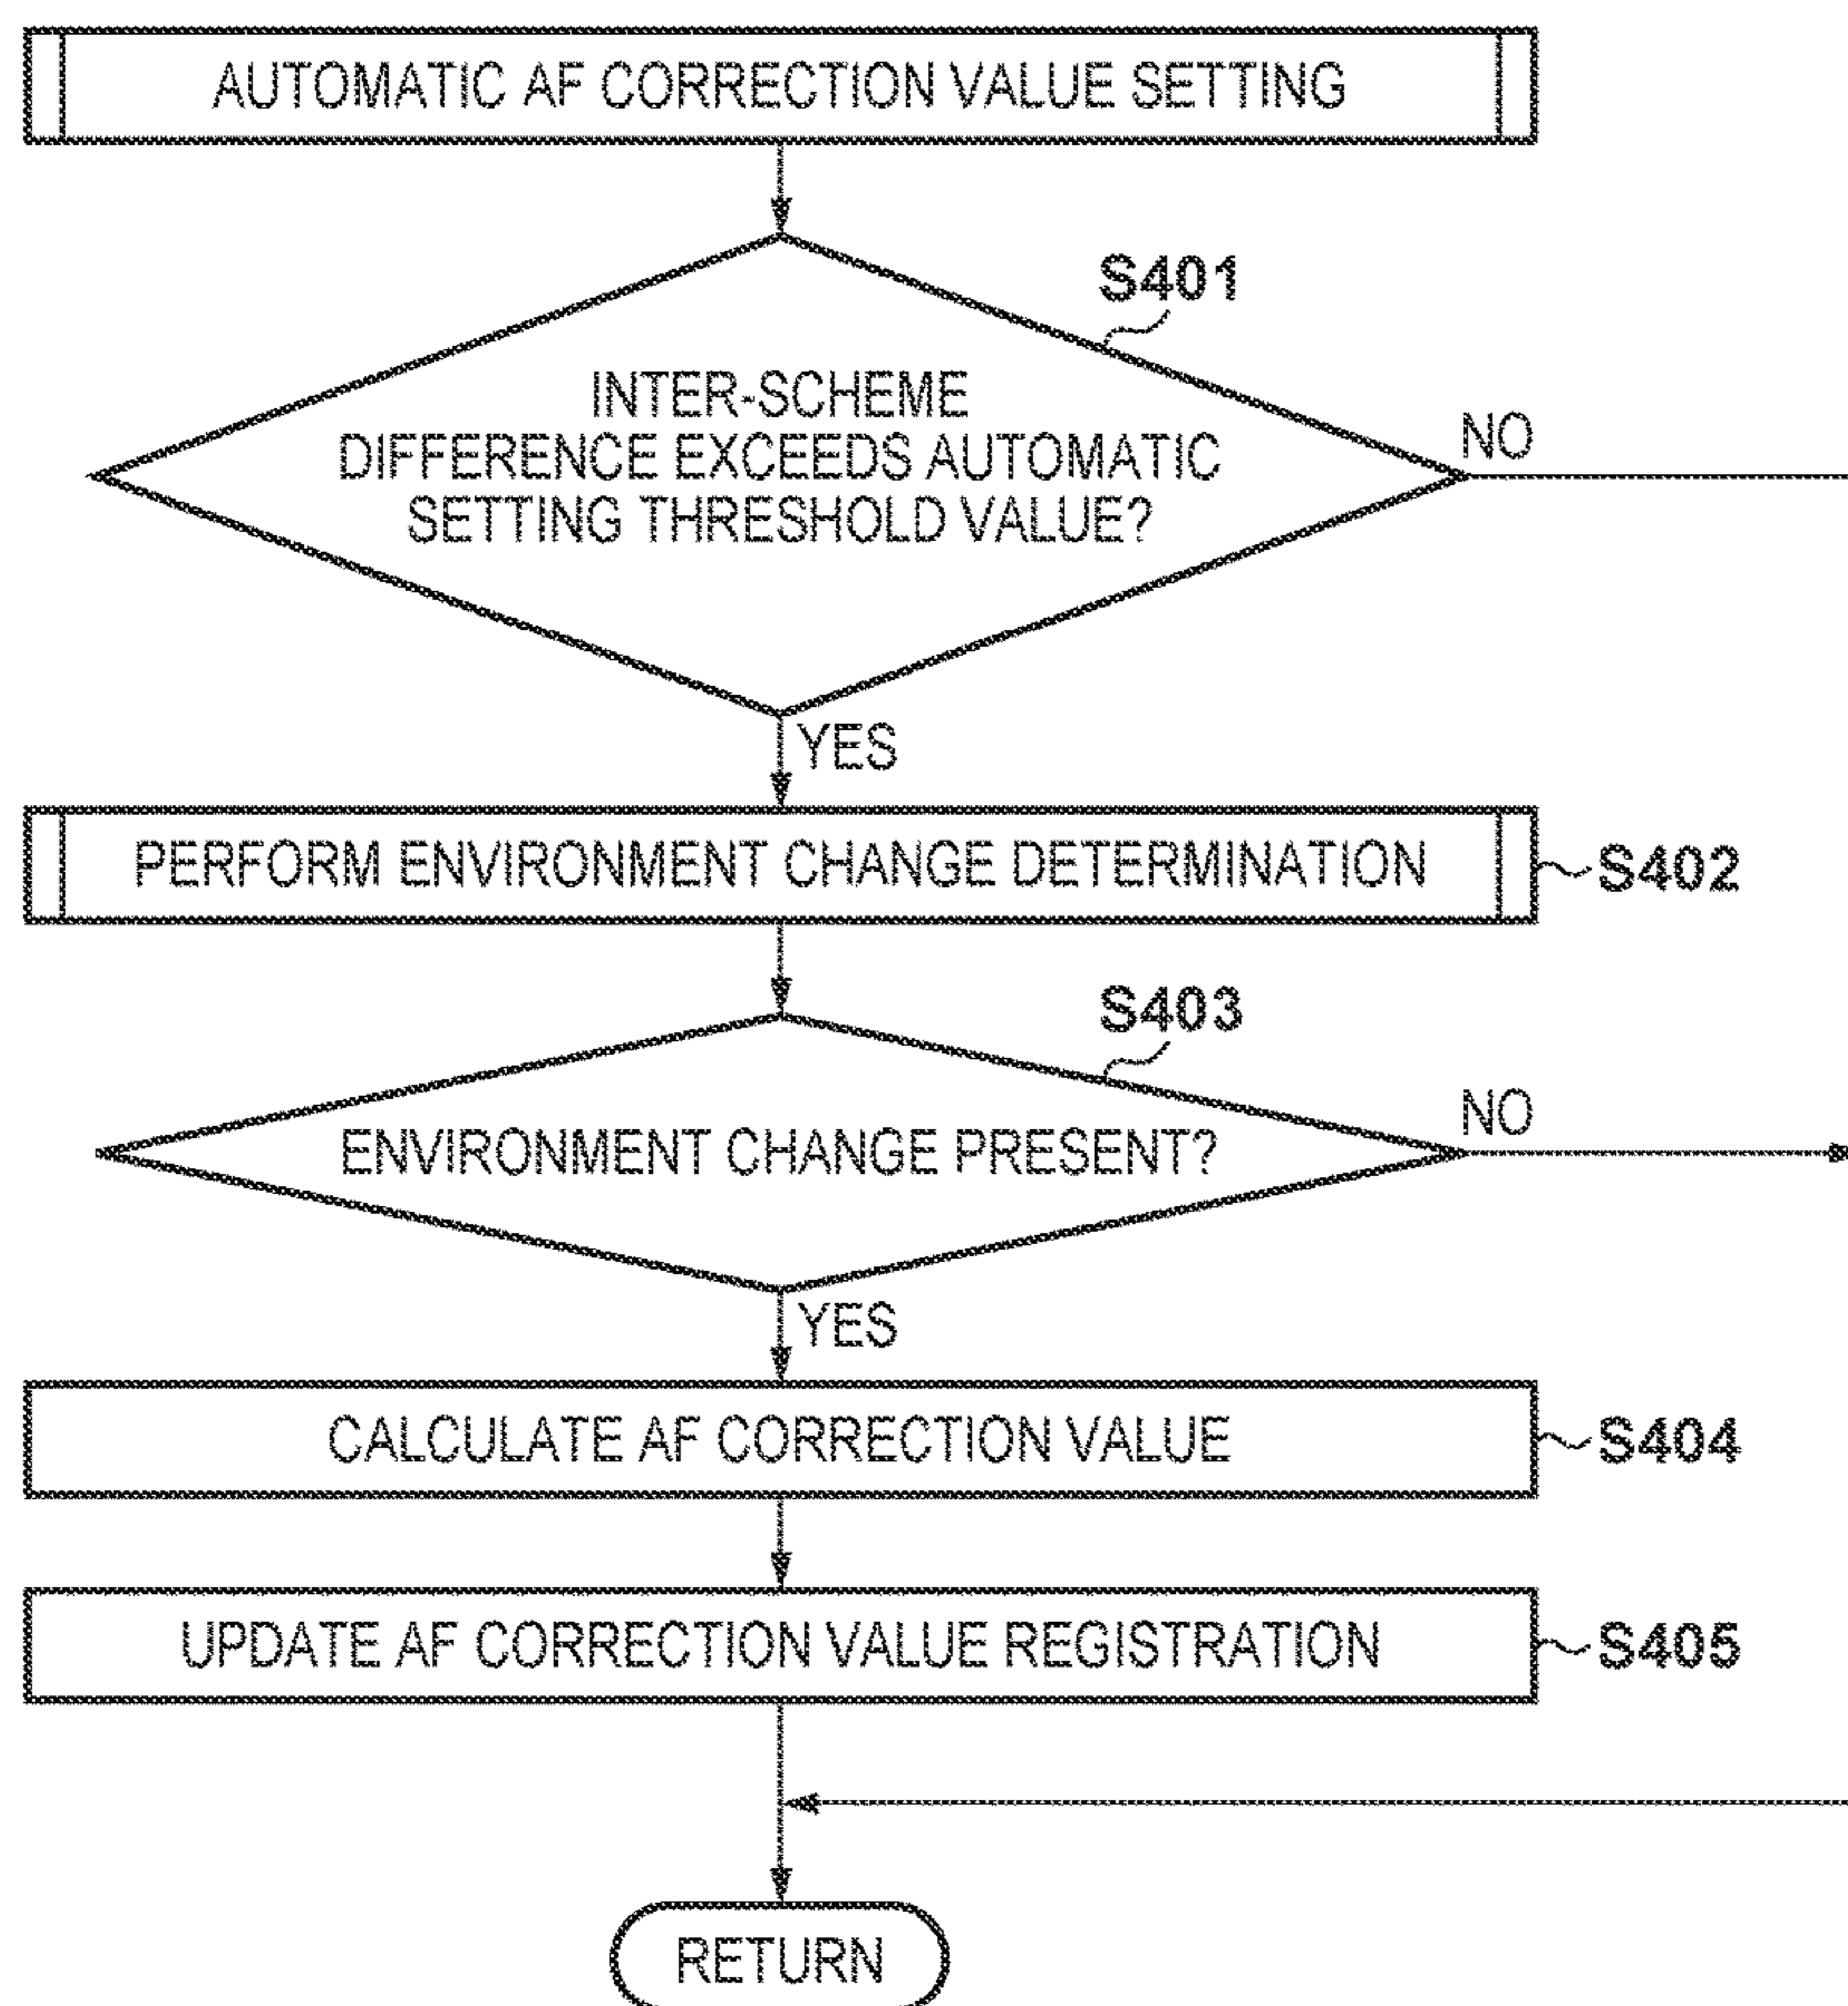 AUTOMATIC AF CORRECTION VALUE SETTING
S401
INTER-SCHEME
DIFFERENCE EXCEEDS AUTOMATIC
SETTING THRESHOLD VALUE?
NO
YES
PERFORM ENVIRONMENT CHANGE DETERMINATION
S402
S403
ENVIRONMENT CHANGE PRESENT?
NO
YES
CALCULATE AF CORRECTION VALUE
S404
UPDATE AF CORRECTION VALUE REGISTRATION
S405
RETURN